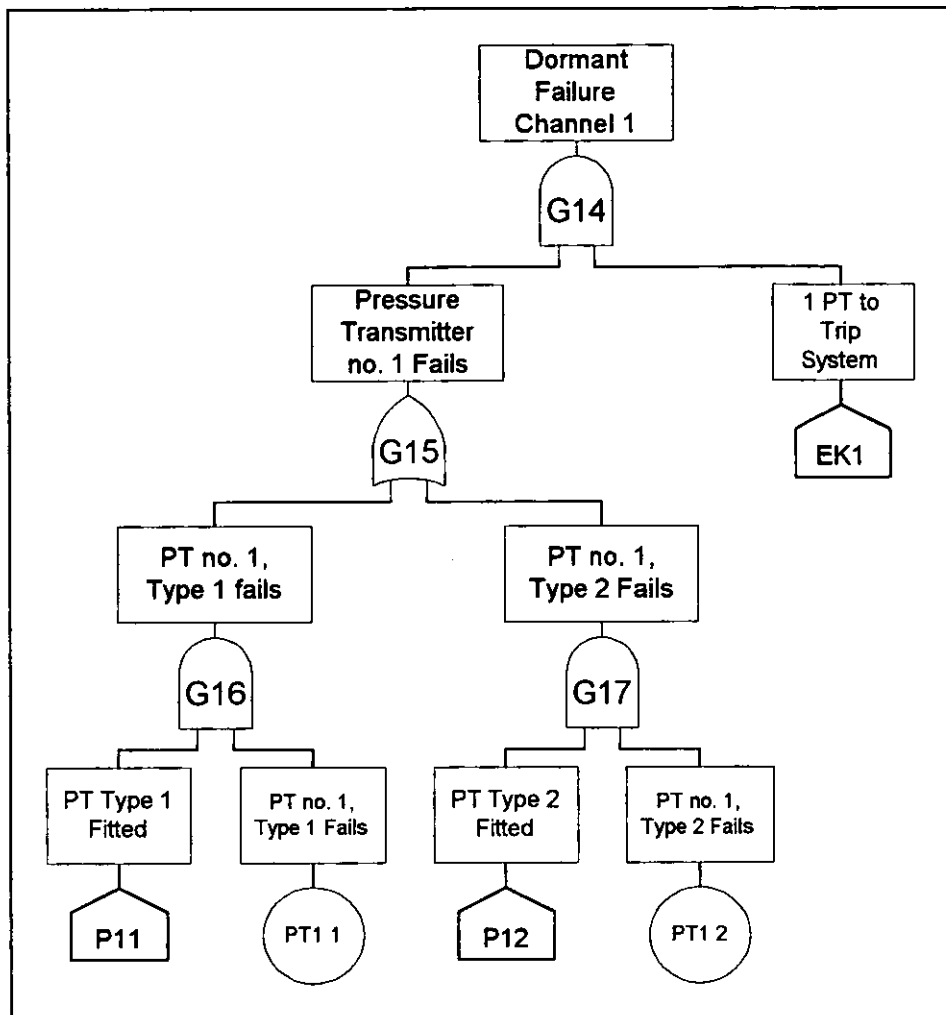 Dormant
Failure
Channel 1
G14
Pressure
Transmitter
no. 1 Fails
1 PT to
Trip
System
G15
EK1
PT no. 1,
Type 1 fails
PT no. 1,
Type 2 Fails
G16
G17
PT Type 1
Fitted
PT no. 1,
Type 1 Fails
PT Type 2
Fitted
PT no. 1,
Type 2 Fails
P11
PT1 1
P12
PT1 2